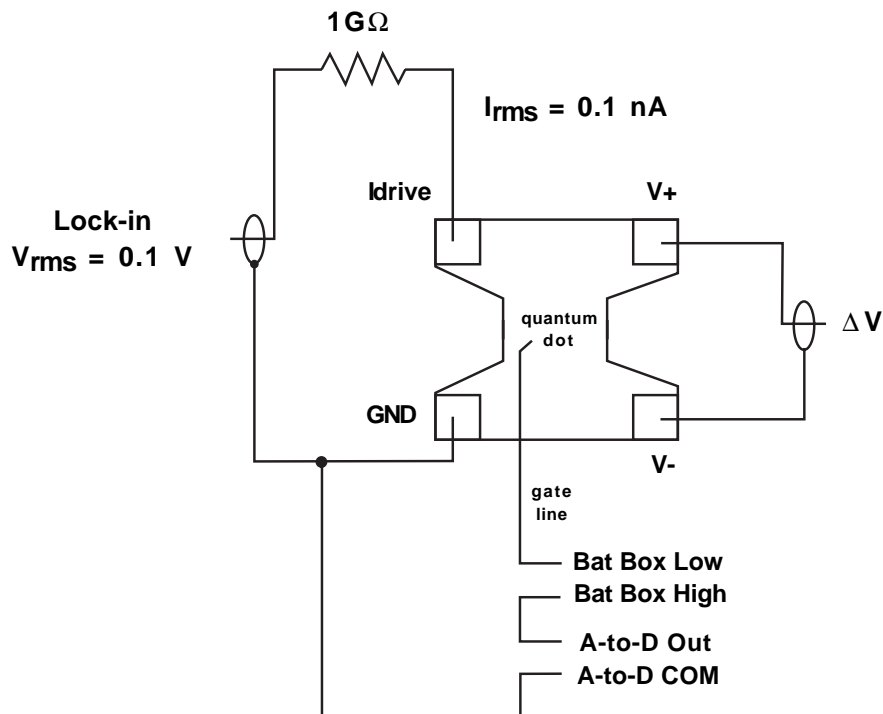 1GΩ
Irms = 0.1 nA
Idrive
V+
Lock-in
Vrms = 0.1 V
quantum
dot
ΔV
GND
V-
gate
line
Bat Box Low
Bat Box High
A-to-D Out
A-to-D COM